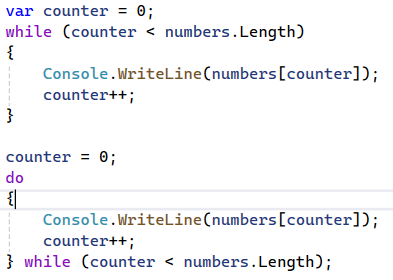 var counter = 0;
while (counter < numbers.Length)
{
    Console.WriteLine(numbers[counter]);
    counter++;
}

counter = 0;
do
{
    Console.WriteLine(numbers[counter]);
    counter++;
} while (counter < numbers.Length);